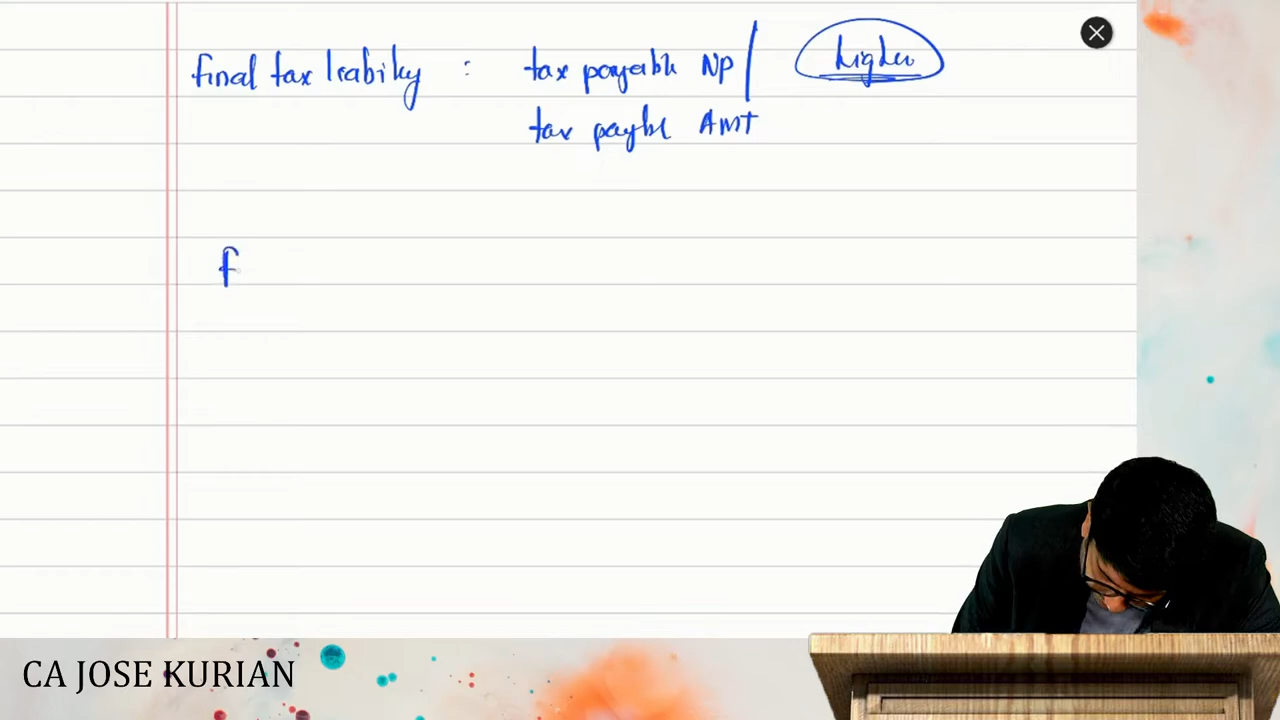 final tax liability : tax payable NP higher
tax payble AMT
f
CA JOSE KURIAN